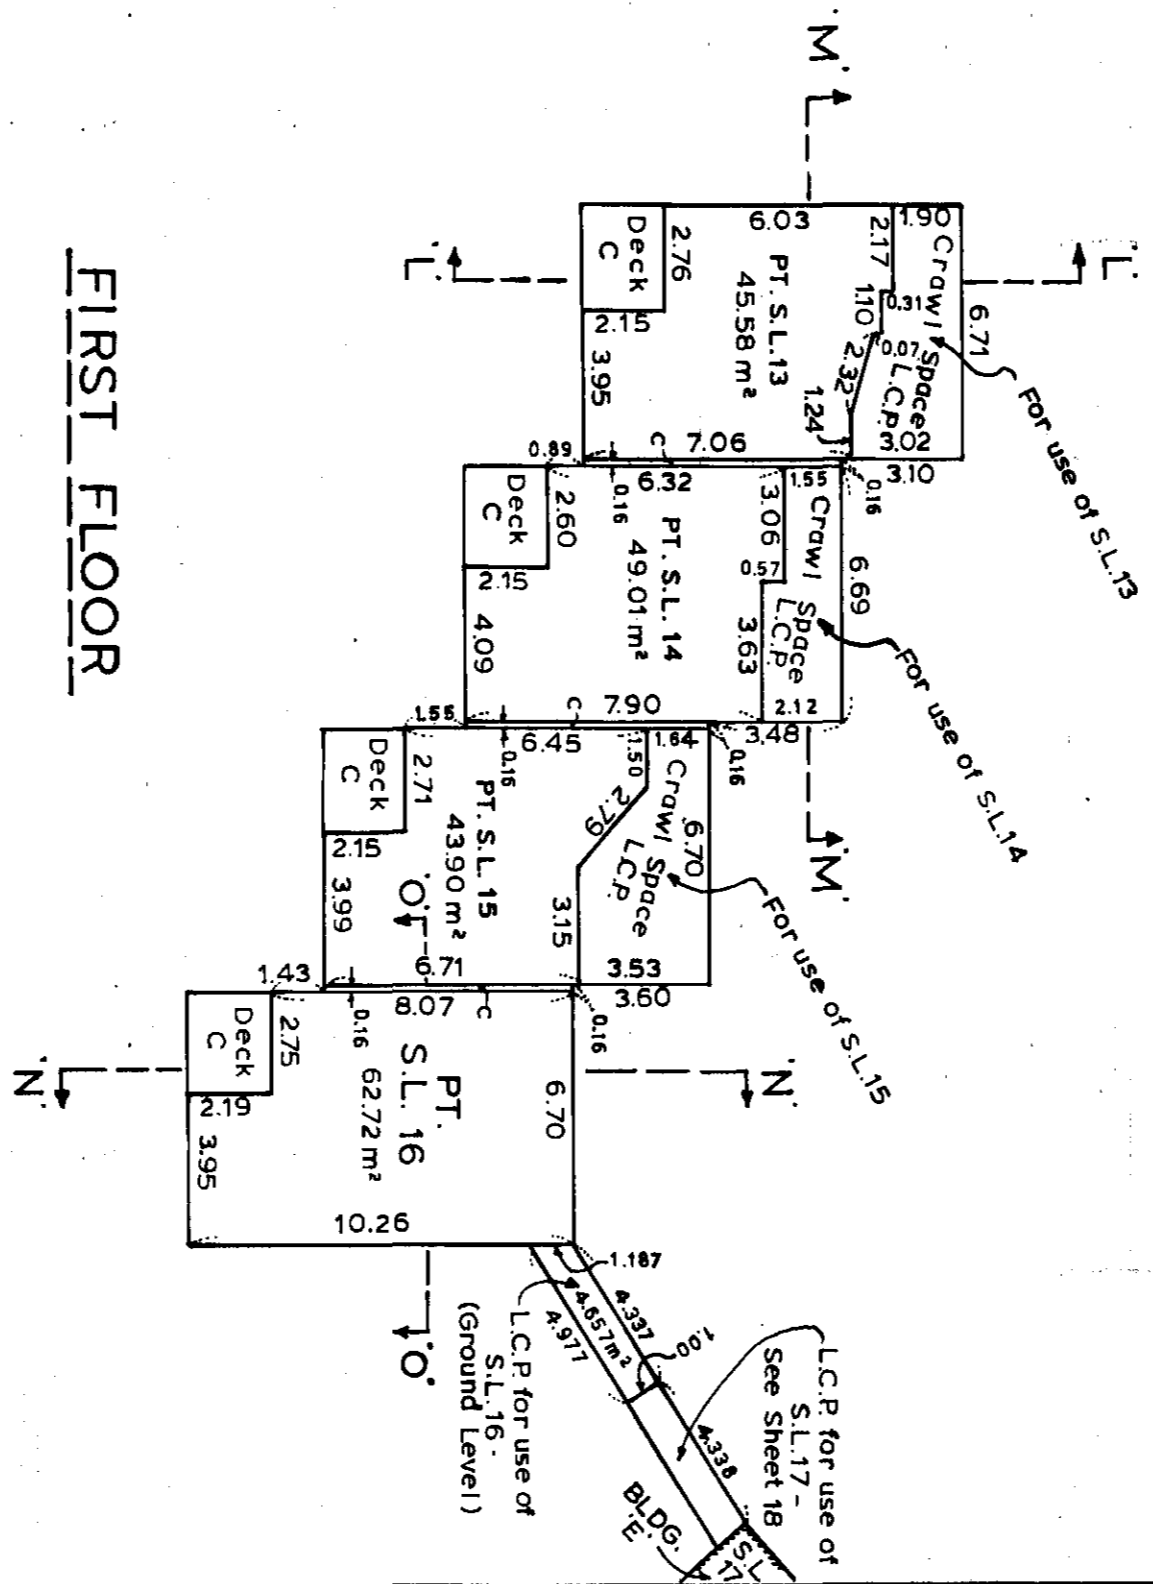 'M'
'L'
'L'
1.90
Crawl Space
L.C.P.
6.03
2.17
Deck
C
2.76
PT. S.L.13
45.58 m²
1.10
0.31
6.71
0.07
2.32
2.15
3.95
1.24
7.06
C
3.02
3.10
For use of S.L.13
0.89
0.16
6.32
1.55
0.16
Deck
C
2.60
PT. S.L. 14
49.01 m²
3.06
Crawl Space
L.C.P.
0.57
6.69
2.15
4.09
3.63
7.90
C
2.12
3.48
For use of S.L.14
1.55
0.16
6.45
1.64
0.16
'M'
Deck
C
2.71
PT. S.L. 15
43.90 m²
1.50
2.79
Crawl Space
L.C.P.
6.70
2.15
3.99
'O'
3.15
6.71
3.53
3.60
For use of S.L.15
1.43
0.16
8.07
C
0.16
Deck
C
2.75
PT.
S.L. 16
62.72 m²
6.70
'N'
'N'
2.19
3.95
10.26
1.187
4.657m²
4.337
4.977
1.00
'O'
L.C.P. for use of
S.L.16 -
(Ground Level)
4.338
L.C.P. for use of
S.L.17 -
See Sheet 18
BLDG.
'E'
S.L.
17
FIRST FLOOR